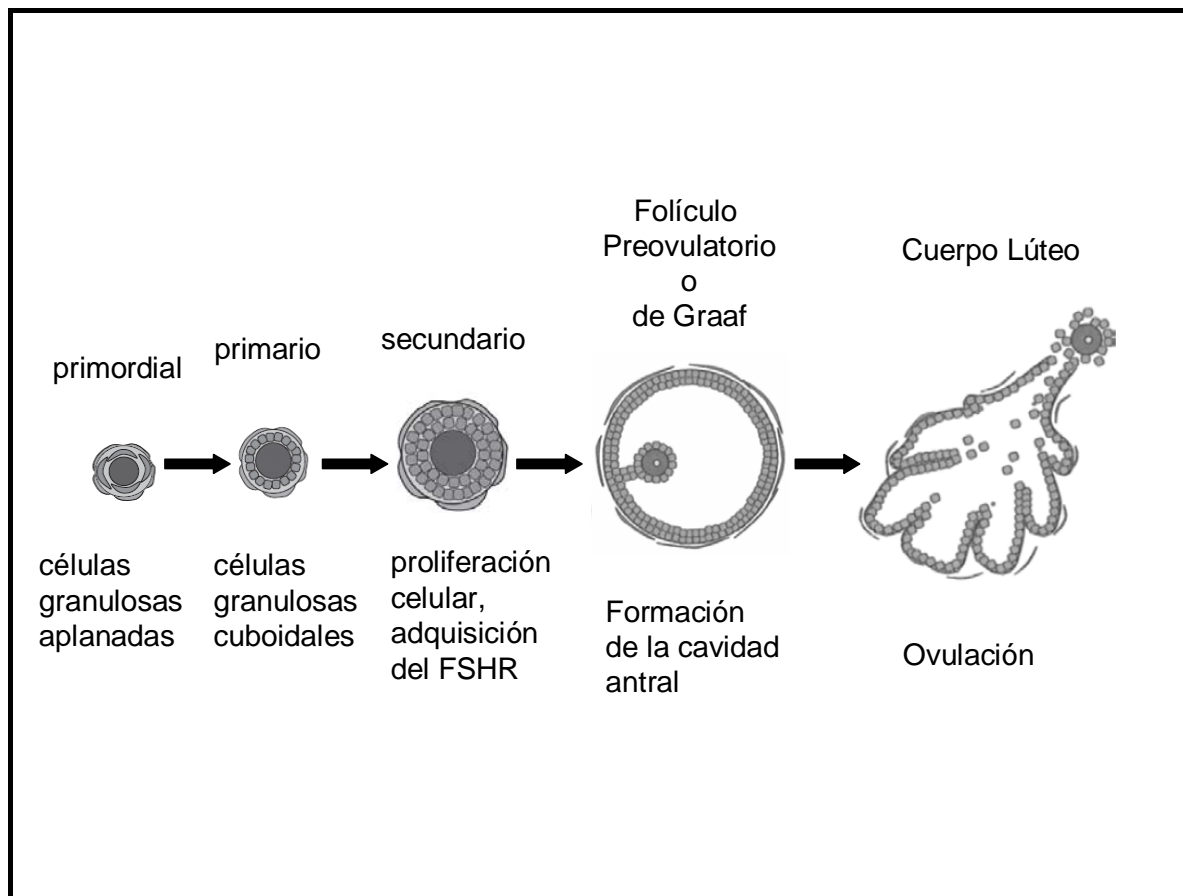 primordial
primario
secundario
Folículo
Preovulatorio
o
de Graaf
Cuerpo Lúteo
células
granulosas
aplanadas
células
granulosas
cuboidales
proliferación
celular,
adquisición
del FSHR
Formación
de la cavidad
antral
Ovulación